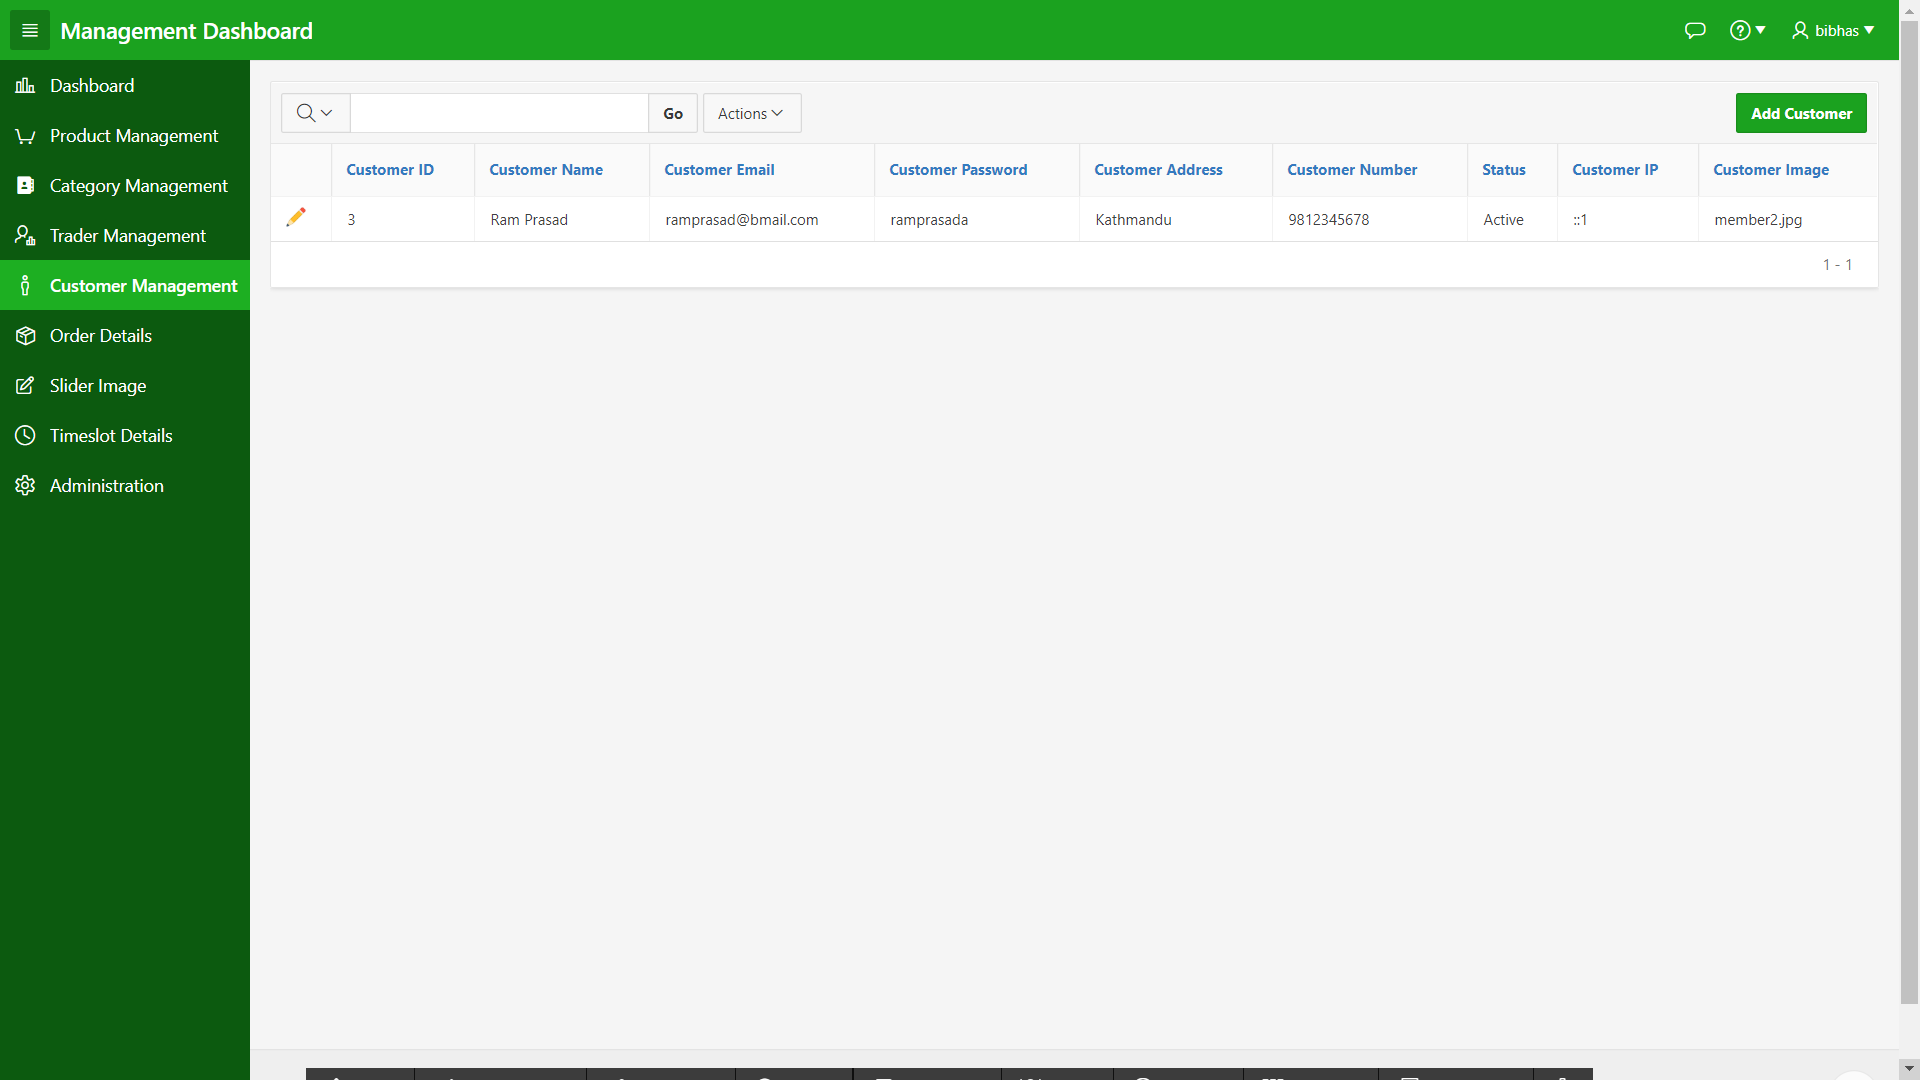 Management Dashboard
bibhas
Dashboard
Product Management
Category Management
Trader Management
Customer Management
Order Details
Slider Image
Timeslot Details
Administration
Go
Actions
Add Customer
Customer ID Customer Name Customer Email Customer Password Customer Address Customer Number Status Customer IP Customer Image
3 Ram Prasad ramprasad@bmail.com ramprasada Kathmandu 9812345678 Active ::1 member2.jpg
1 - 1